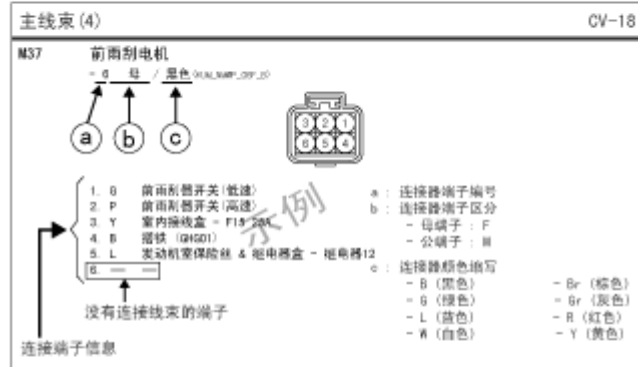 主线束(4) CV-18
M37 前雨刮电机
- 6 母 / 黑色
a b c
3 2 1
6 5 4
1. G 前雨刮器开关(低速)
2. P 前雨刮器开关(高速)
3. Y 室内接线盒 - F15 25A
4. B 搭铁 (GHG01)
5. L 发动机室保险丝 & 继电器盒 - 继电器12
6. — —
没有连接线束的端子
连接端子信息
示例
a : 连接器端子编号
b : 连接器端子区分
- 母端子 : F
- 公端子 : M
c : 连接器颜色缩写
- B (黑色) - Br (棕色)
- G (绿色) - Gr (灰色)
- L (蓝色) - R (红色)
- W (白色) - Y (黄色)